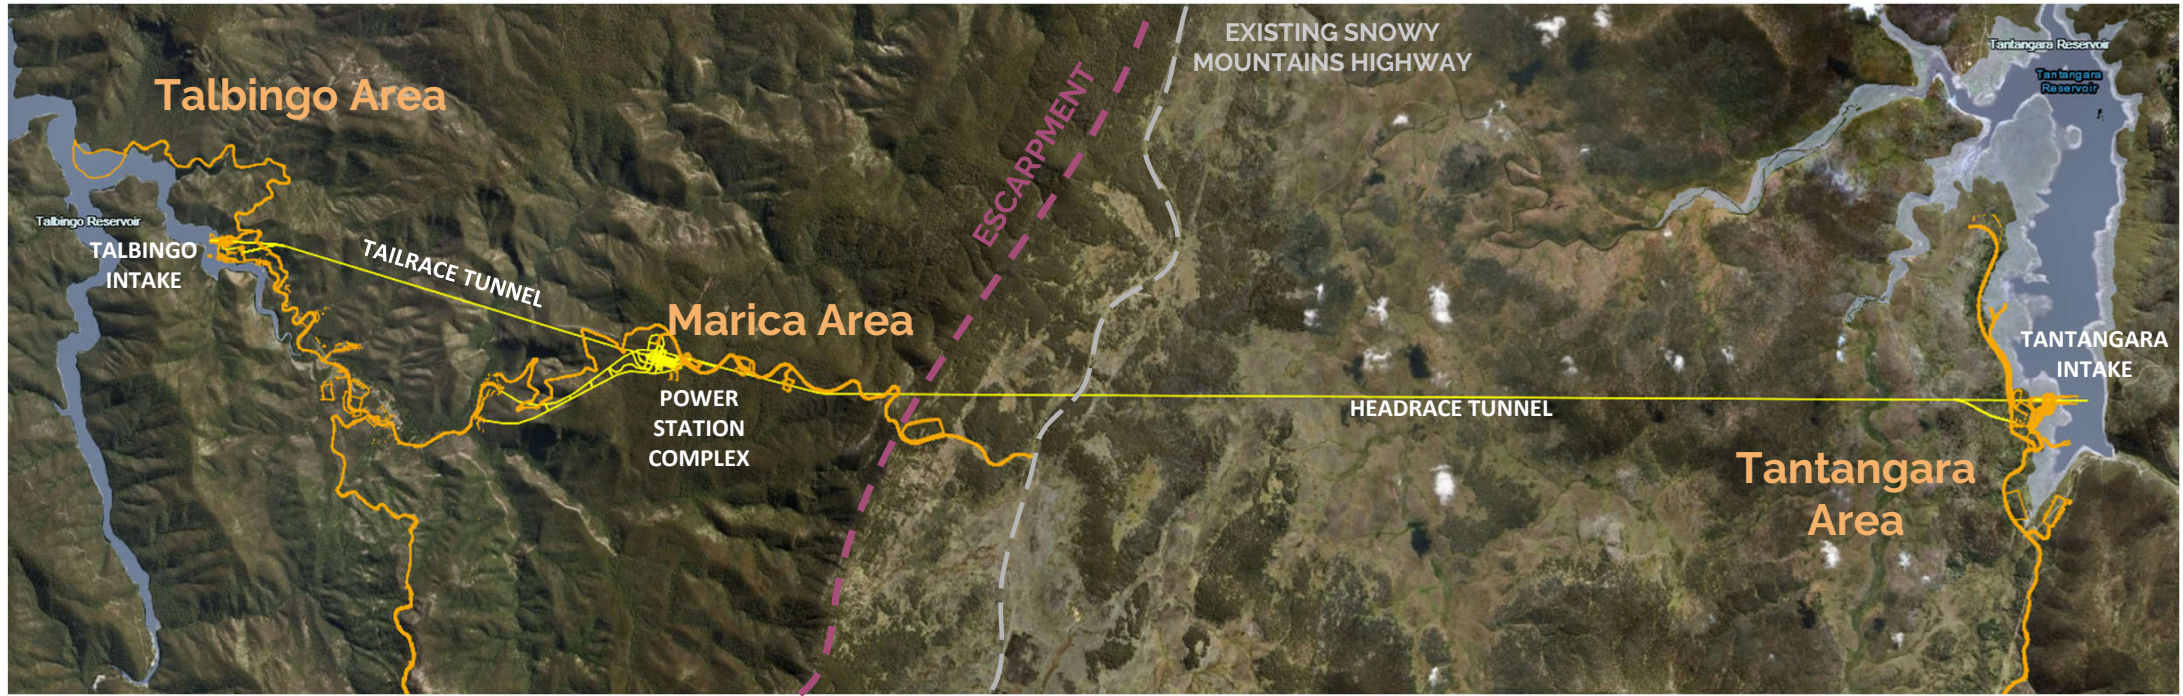 EXISTING SNOWY
MOUNTAINS HIGHWAY
Tantangara Reservoir
Tantangara
Reservoir
Talbingo Area
ESCARPMENT
Talbingo Reservoir
TALBINGO
INTAKE
TAILRACE TUNNEL
Marica Area
TANTANGARA
INTAKE
POWER
STATION
COMPLEX
HEADRACE TUNNEL
Tantangara
Area